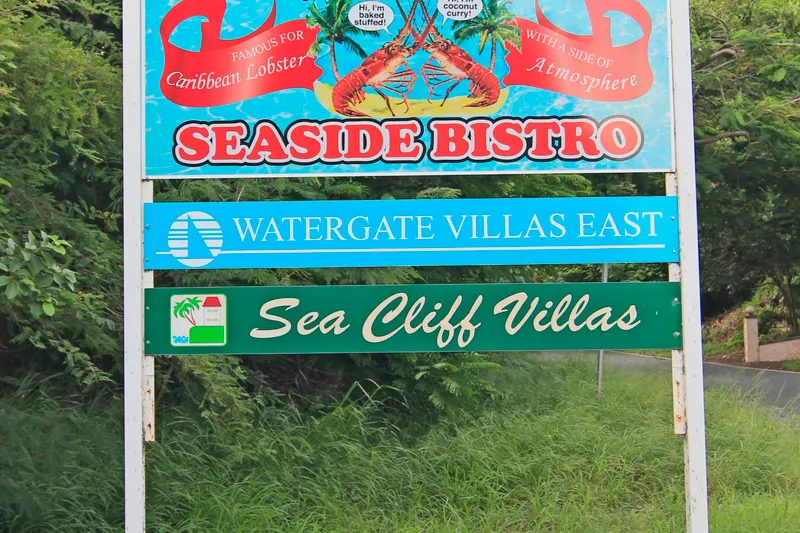 Hi, I'm
baked
stuffed!
coconut
curry!
FAMOUS FOR
Caribbean Lobster
WITH A SIDE OF
Atmosphere
SEASIDE BISTRO
WATERGATE VILLAS EAST
Sea Cliff Villas